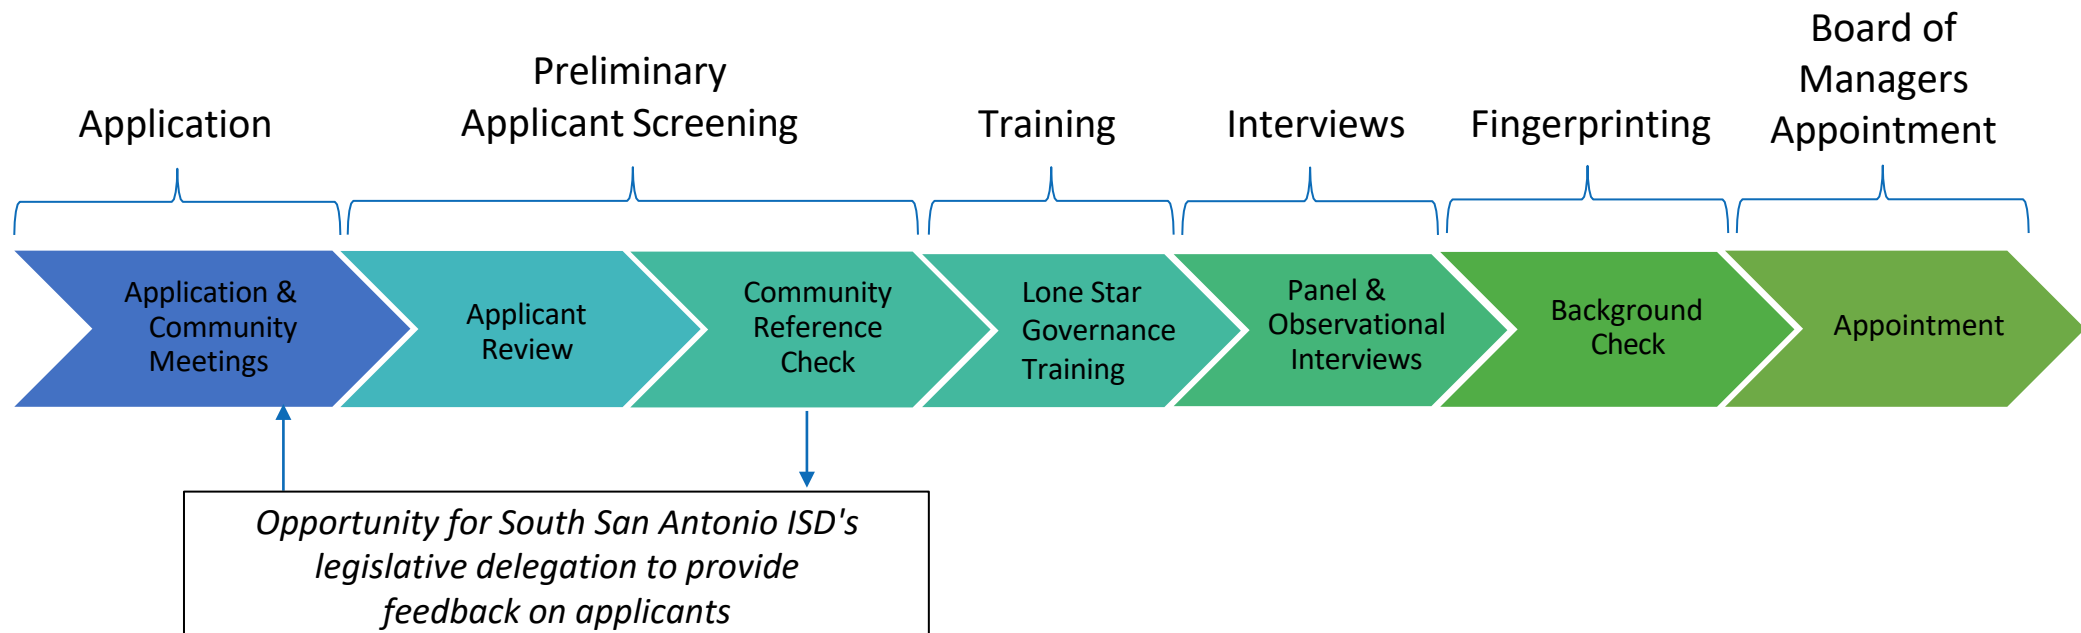 Application
Preliminary
Applicant Screening
Training
Interviews
Fingerprinting
Board of
Managers
Appointment
Application &
Community
Meetings
Applicant
Review
Community
Reference
Check
Lone Star
Governance
Training
Panel &
Observational
Interviews
Background
Check
Appointment
Opportunity for South San Antonio ISD's
legislative delegation to provide
feedback on applicants